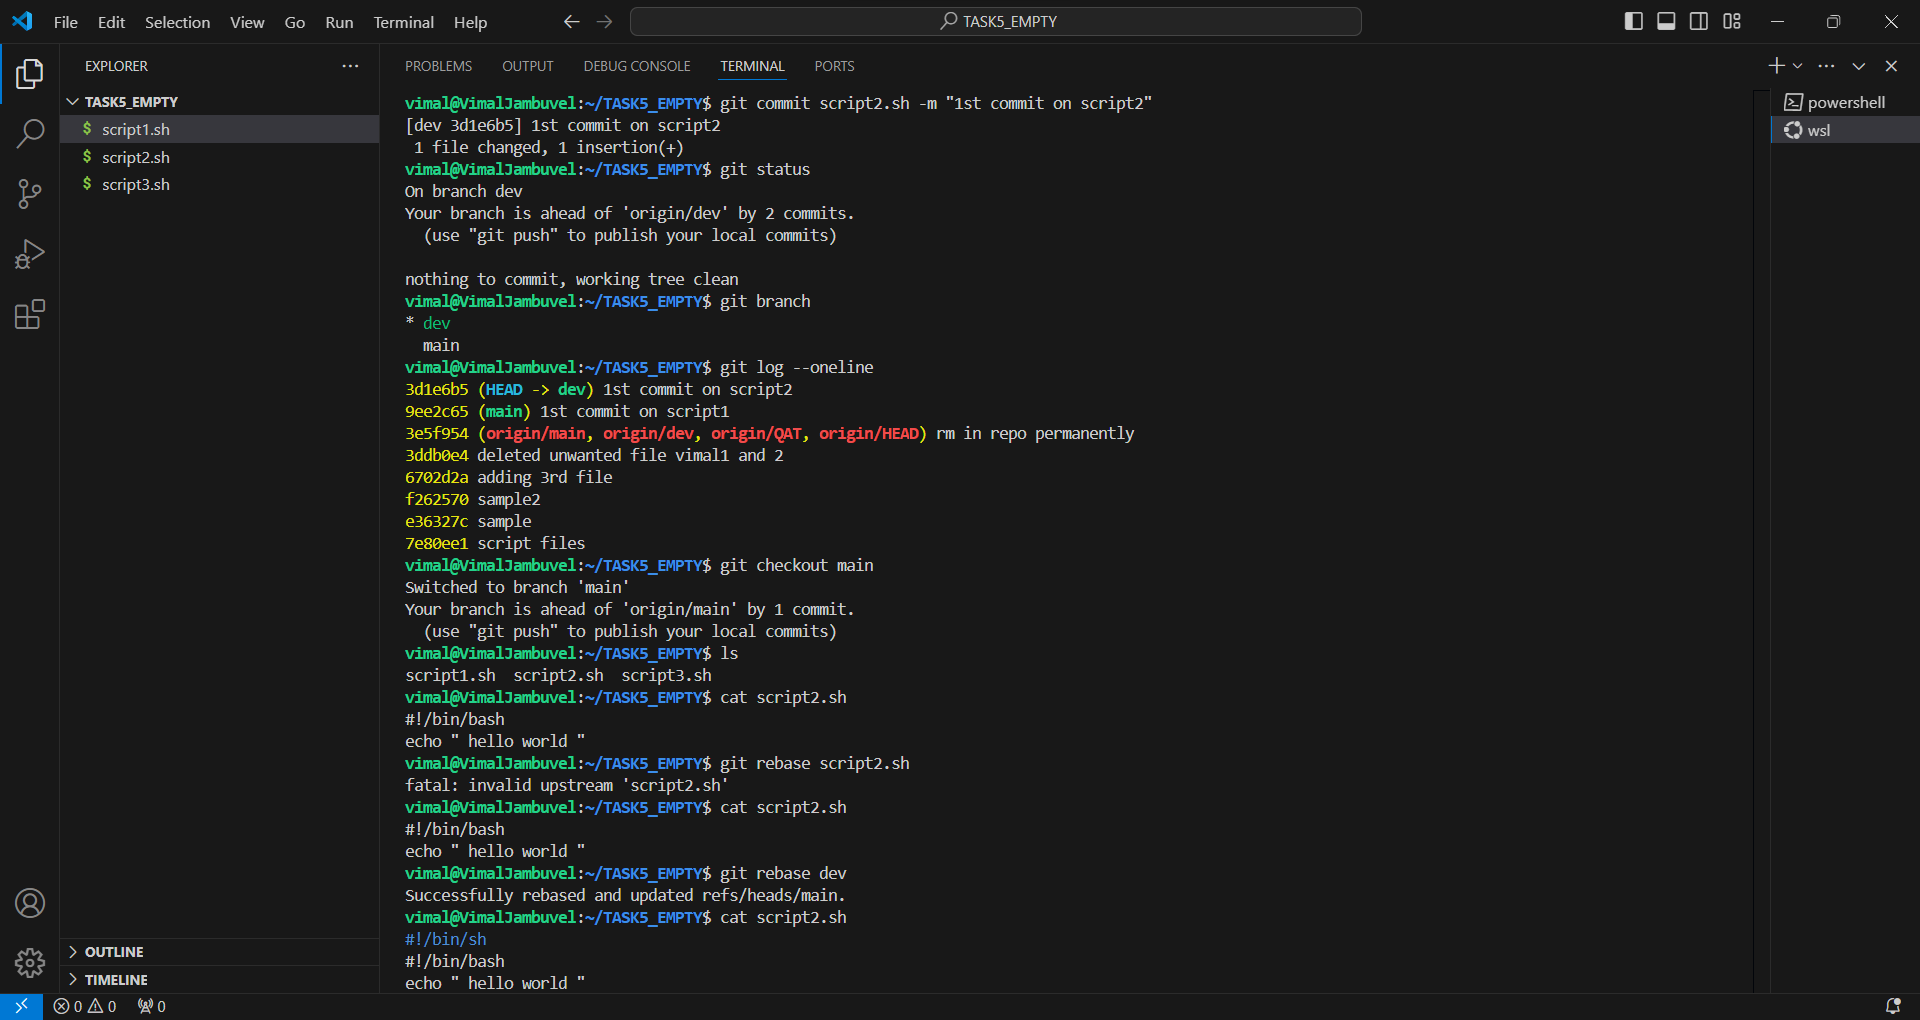 File Edit Selection View Go Run Terminal Help
TASK5_EMPTY
EXPLORER
TASK5_EMPTY
$ script1.sh
$ script2.sh
$ script3.sh
OUTLINE
TIMELINE
PROBLEMS OUTPUT DEBUG CONSOLE TERMINAL PORTS
vimal@VimalJambuvel:~/TASK5_EMPTY$ git commit script2.sh -m "1st commit on script2"
[dev 3d1e6b5] 1st commit on script2
 1 file changed, 1 insertion(+)
vimal@VimalJambuvel:~/TASK5_EMPTY$ git status
On branch dev
Your branch is ahead of 'origin/dev' by 2 commits.
  (use "git push" to publish your local commits)
nothing to commit, working tree clean
vimal@VimalJambuvel:~/TASK5_EMPTY$ git branch
* dev
  main
vimal@VimalJambuvel:~/TASK5_EMPTY$ git log --oneline
3d1e6b5 (HEAD -> dev) 1st commit on script2
9ee2c65 (main) 1st commit on script1
3e5f954 (origin/main, origin/dev, origin/QAT, origin/HEAD) rm in repo permanently
3ddb0e4 deleted unwanted file vimal1 and 2
6702d2a adding 3rd file
f262570 sample2
e36327c sample
7e80ee1 script files
vimal@VimalJambuvel:~/TASK5_EMPTY$ git checkout main
Switched to branch 'main'
Your branch is ahead of 'origin/main' by 1 commit.
  (use "git push" to publish your local commits)
vimal@VimalJambuvel:~/TASK5_EMPTY$ ls
script1.sh  script2.sh  script3.sh
vimal@VimalJambuvel:~/TASK5_EMPTY$ cat script2.sh
#!/bin/bash
echo " hello world "
vimal@VimalJambuvel:~/TASK5_EMPTY$ git rebase script2.sh
fatal: invalid upstream 'script2.sh'
vimal@VimalJambuvel:~/TASK5_EMPTY$ cat script2.sh
#!/bin/bash
echo " hello world "
vimal@VimalJambuvel:~/TASK5_EMPTY$ git rebase dev
Successfully rebased and updated refs/heads/main.
vimal@VimalJambuvel:~/TASK5_EMPTY$ cat script2.sh
#!/bin/sh
#!/bin/bash
echo " hello world "
powershell
wsl
0 0 0